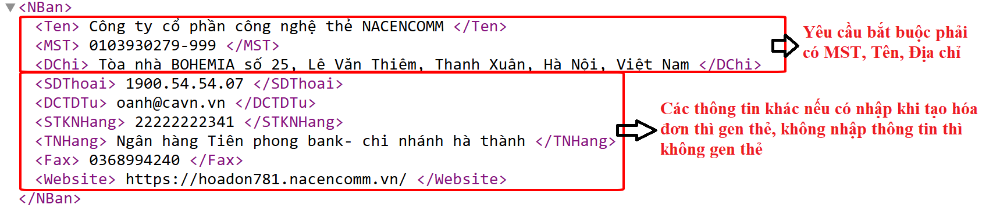 <NBan>
<Ten> Công ty cổ phần công nghệ thẻ NACENCOMM </Ten>
<MST> 0103930279-999 </MST>
<DChi> Tòa nhà BOHEMIA số 25, Lê Văn Thiêm, Thanh Xuân, Hà Nội, Việt Nam </DChi>
Yêu cầu bắt buộc phải
có MST, Tên, Địa chỉ
<SDThoai> 1900.54.54.07 </SDThoai>
<DCTDTu> oanh@cavn.vn </DCTDTu>
<STKNHang> 22222222341 </STKNHang>
<TNHang> Ngân hàng Tiên phong bank- chi nhánh hà thành </TNHang>
<Fax> 0368994240 </Fax>
<Website> https://hoadon781.nacencomm.vn/ </Website>
Các thông tin khác nếu có nhập khi tạo hóa
đơn thì gen thẻ, không nhập thông tin thì
không gen thẻ
</NBan>